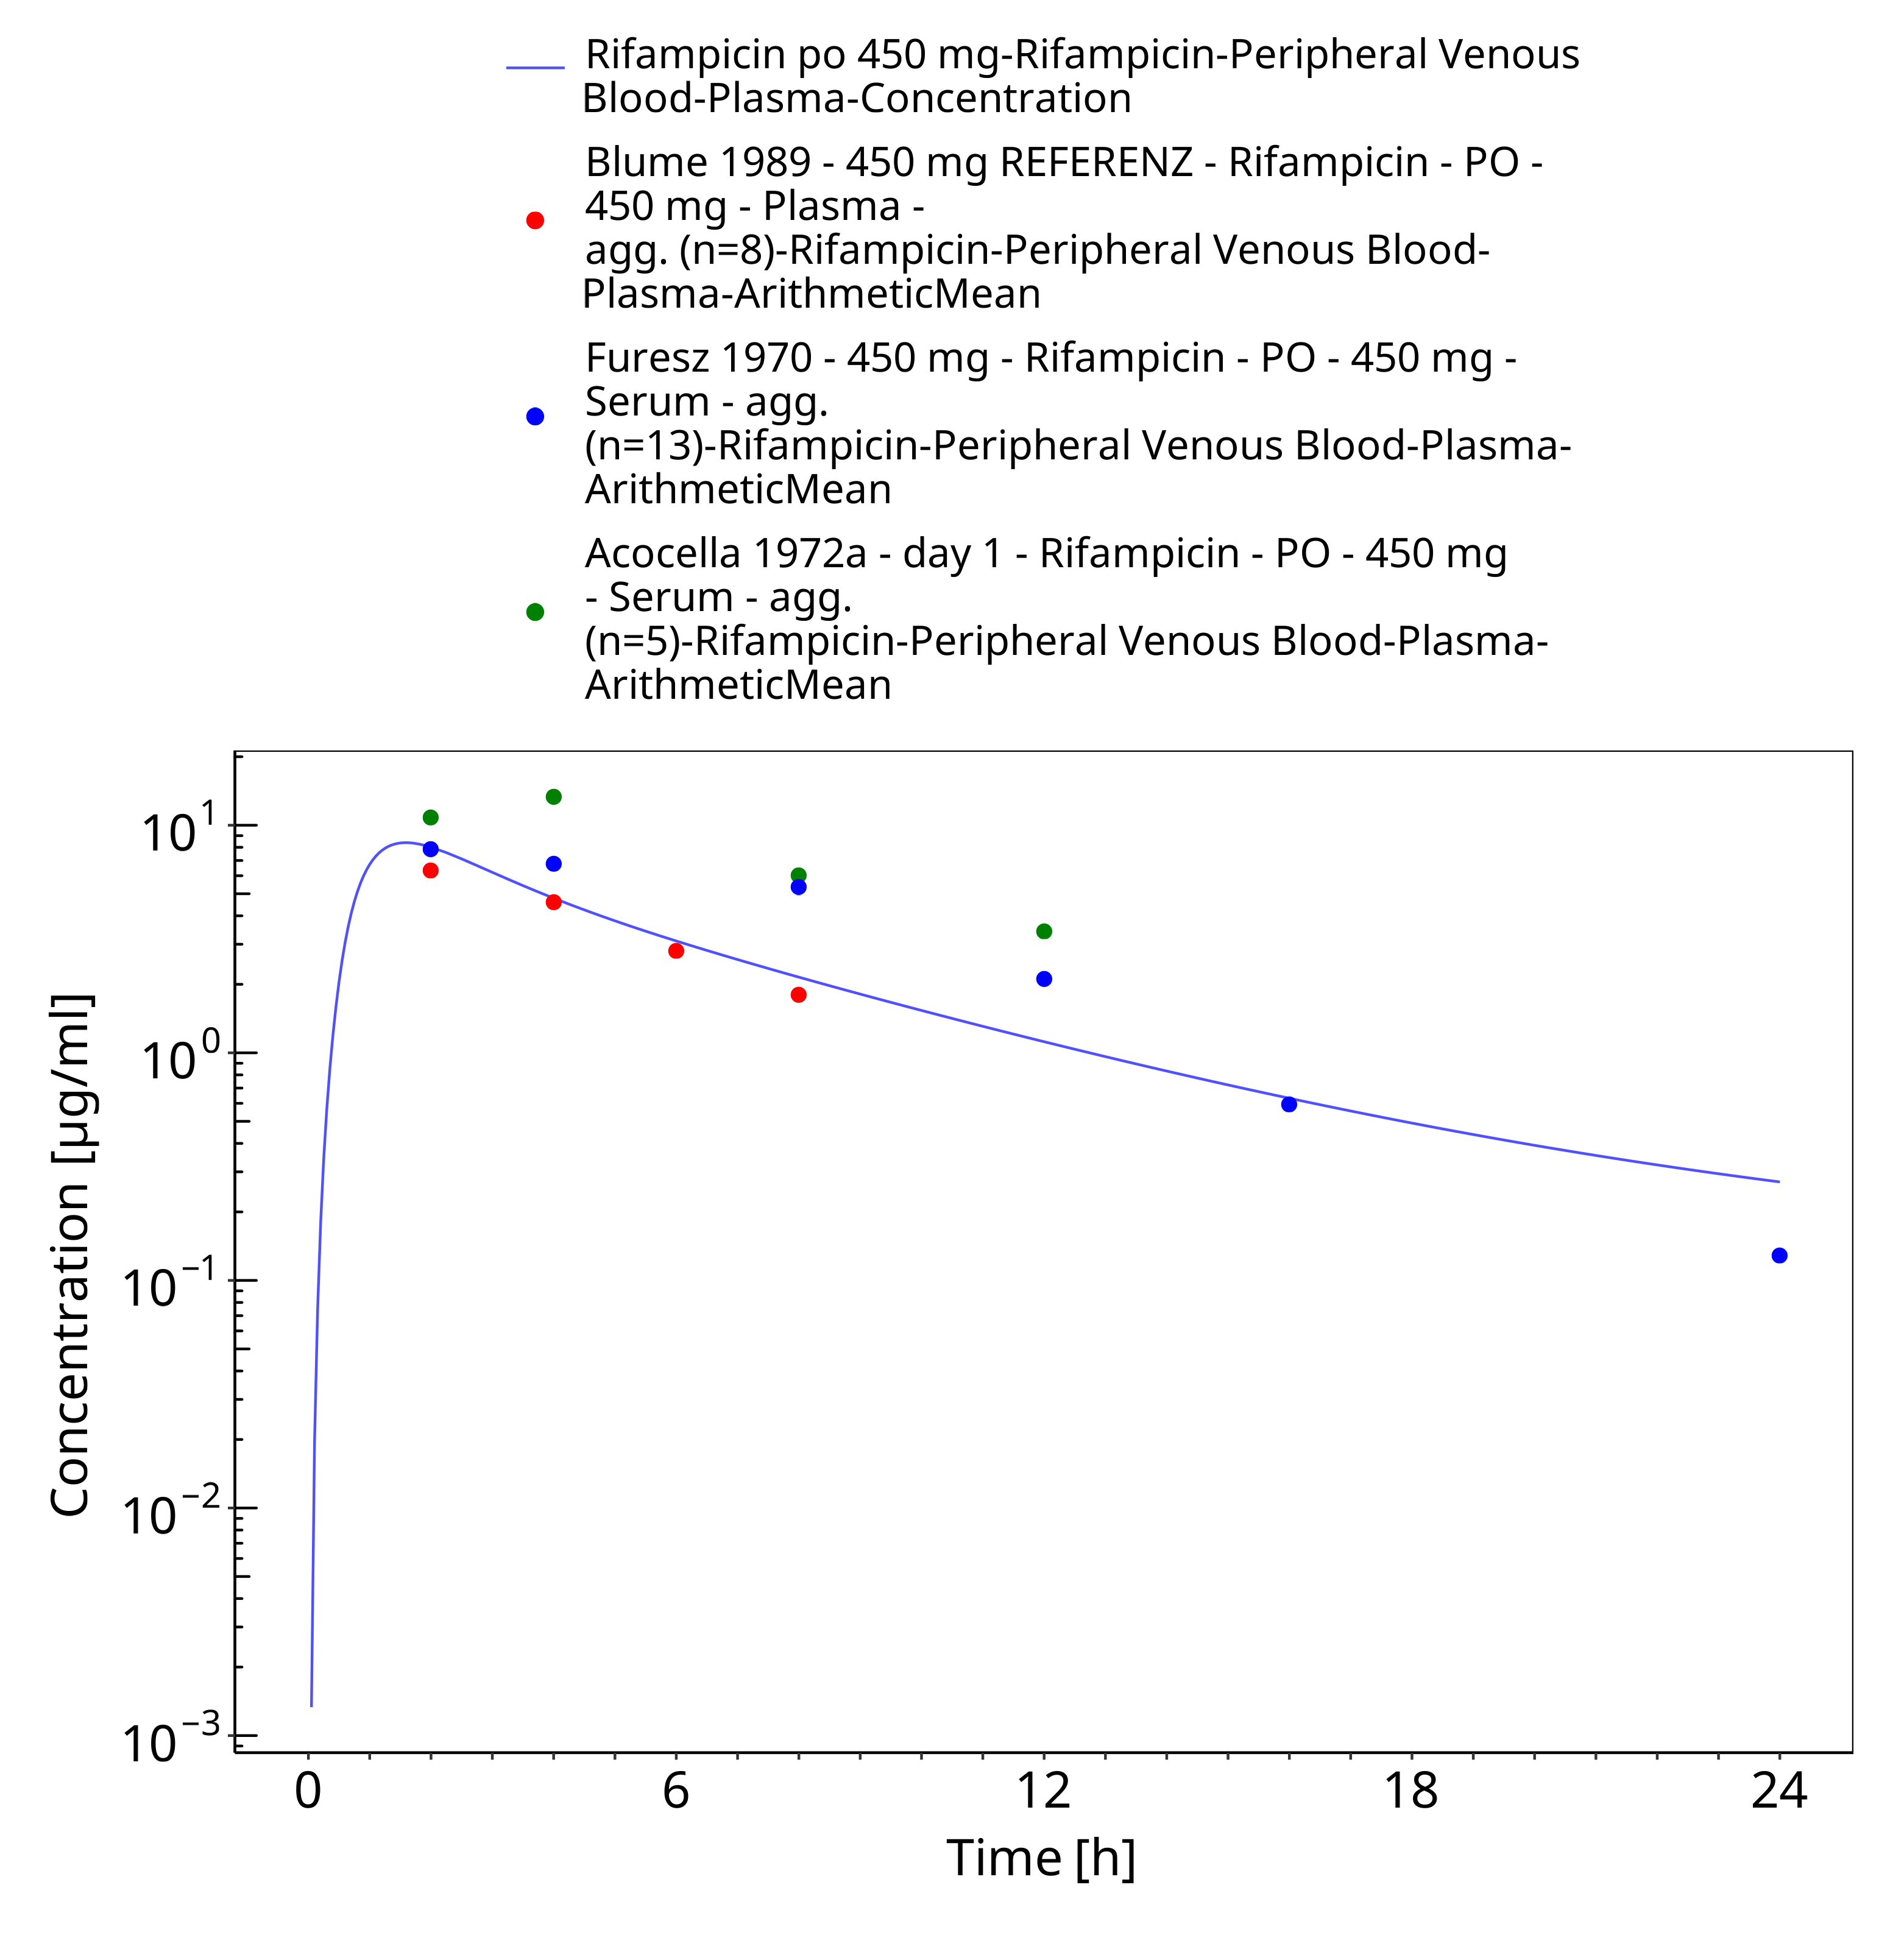 Rifampicin po 450 mg-Rifampicin-Peripheral Venous
Blood-Plasma-Concentration
Blume 1989 - 450 mg REFERENZ - Rifampicin - PO -
450 mg - Plasma -
agg. (n=8)-Rifampicin-Peripheral Venous Blood-
Plasma-ArithmeticMean
Furesz 1970 - 450 mg - Rifampicin - PO - 450 mg -
Serum - agg.
(n=13)-Rifampicin-Peripheral Venous Blood-Plasma-
ArithmeticMean
Acocella 1972a - day 1 - Rifampicin - PO - 450 mg
- Serum - agg.
(n=5)-Rifampicin-Peripheral Venous Blood-Plasma-
ArithmeticMean
10¹
10⁰
10⁻¹
10⁻²
10⁻³
Concentration [µg/ml]
0 6 12 18 24
Time [h]